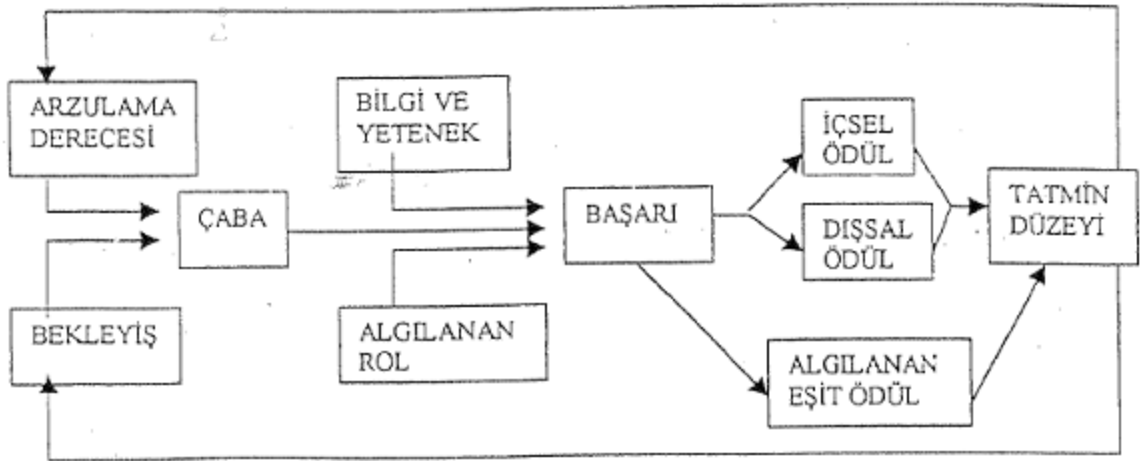 ARZULAMA
DERECESİ
BEKLEYİŞ
ÇABA
BİLGİ VE
YETENEK
ALGILANAN
ROL
BAŞARI
İÇSEL
ÖDÜL
DIŞSAL
ÖDÜL
ALGILANAN
EŞİT ÖDÜL
TATMİN
DÜZEYİ